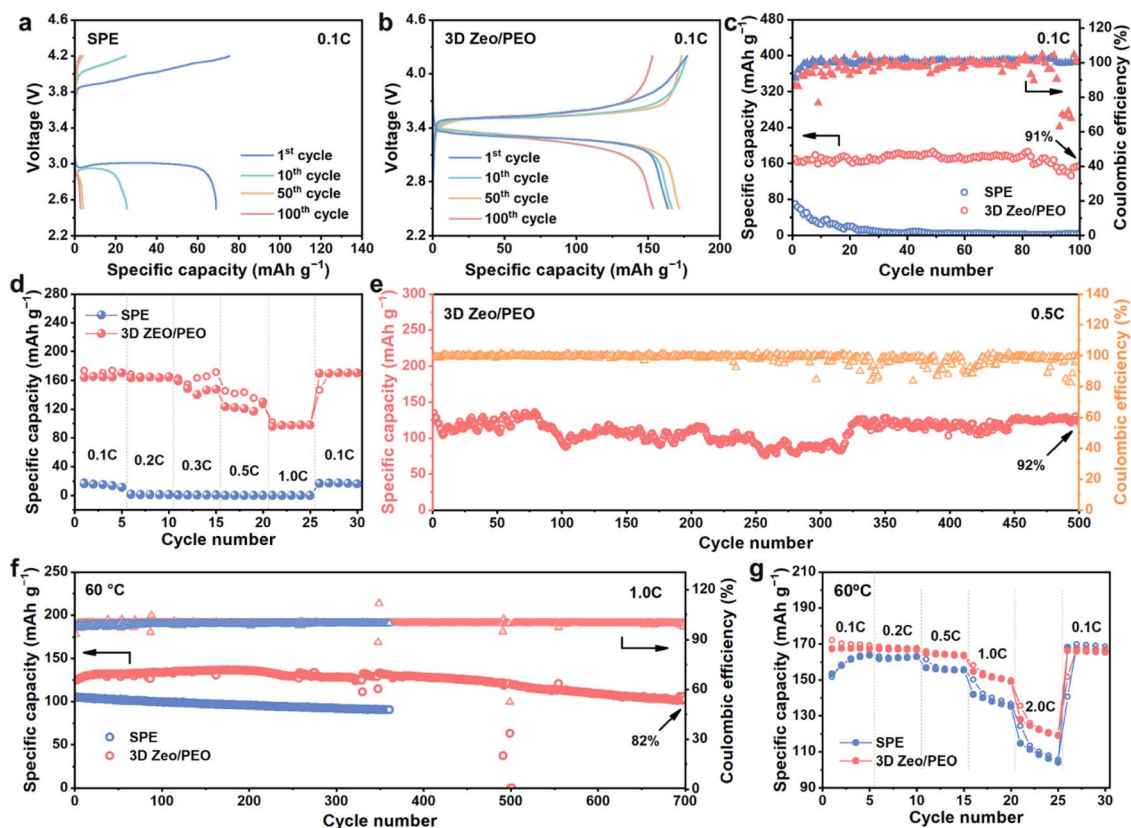 a
SPE
0.1C
4.6
4.2
3.8
3.4
3.0
2.6
2.2
Voltage (V)
1st cycle
10th cycle
50th cycle
100th cycle
0 20 40 60 80 100 120 140
Specific capacity (mAh g⁻¹)
b
3D Zeo/PEO
0.1C
4.6
4.0
3.4
2.8
2.2
Voltage (V)
1st cycle
10th cycle
50th cycle
100th cycle
0 50 100 150 200
Specific capacity (mAh g⁻¹)
c
0.1C
480
400
320
240
160
80
0
Specific capacity (mAh g⁻¹)
120
100
80
60
40
20
0
Coulombic efficiency (%)
91%
SPE
3D Zeo/PEO
0 20 40 60 80 100
Cycle number
d
SPE
3D ZEO/PEO
280
240
200
160
120
80
40
0
Specific capacity (mAh g⁻¹)
0.1C 0.2C 0.3C 0.5C 1.0C 0.1C
0 5 10 15 20 25 30
Cycle number
e
3D Zeo/PEO
0.5C
300
250
200
150
100
50
0
Specific capacity (mAh g⁻¹)
140
120
100
80
60
40
20
0
Coulombic efficiency (%)
92%
0 50 100 150 200 250 300 350 400 450 500
Cycle number
f
60 °C
1.0C
250
200
150
100
50
0
Specific capacity (mAh g⁻¹)
120
90
60
30
0
Coulombic efficiency (%)
82%
SPE
3D Zeo/PEO
0 100 200 300 400 500 600 700
Cycle number
g
60°C
210
190
170
150
130
110
90
Specific capacity (mAh g⁻¹)
0.1C 0.2C 0.5C 1.0C 2.0C 0.1C
SPE
3D Zeo/PEO
0 5 10 15 20 25 30
Cycle number